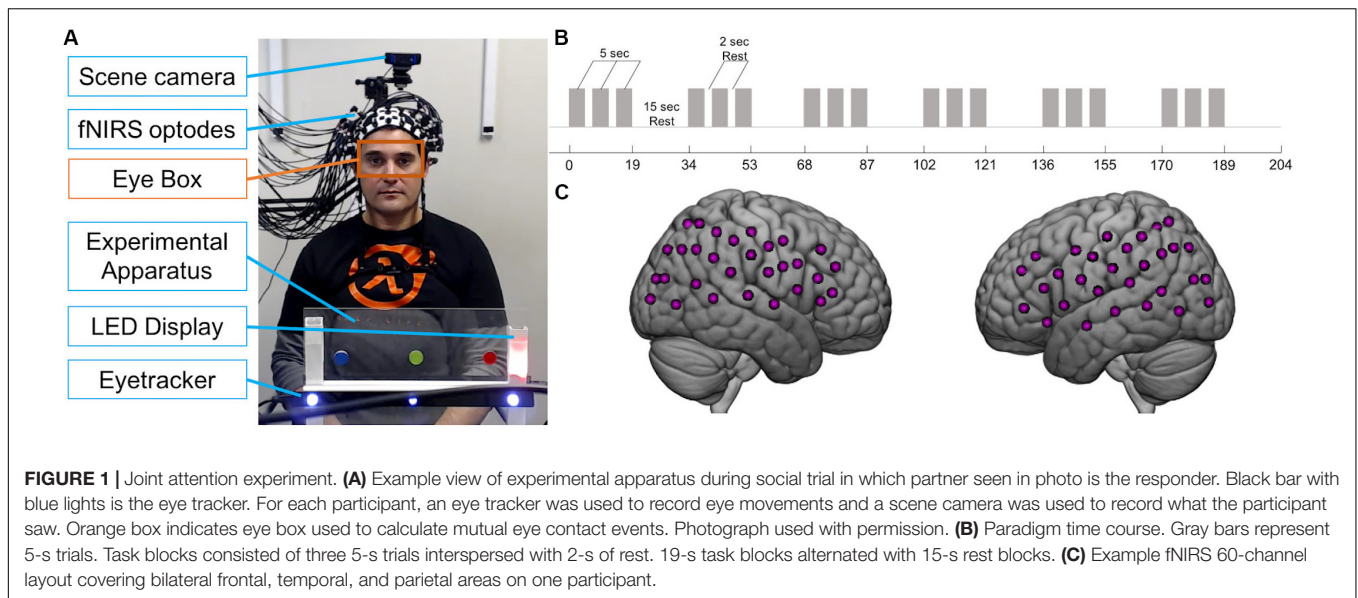 A
Scene camera
fNIRS optodes
Eye Box
Experimental
Apparatus
LED Display
Eyetracker
B
5 sec
2 sec
Rest
15 sec
Rest
0 19 34 53 68 87 102 121 136 155 170 189 204
C
FIGURE 1 | Joint attention experiment. (A) Example view of experimental apparatus during social trial in which partner seen in photo is the responder. Black bar with
blue lights is the eye tracker. For each participant, an eye tracker was used to record eye movements and a scene camera was used to record what the participant
saw. Orange box indicates eye box used to calculate mutual eye contact events. Photograph used with permission. (B) Paradigm time course. Gray bars represent
5-s trials. Task blocks consisted of three 5-s trials interspersed with 2-s of rest. 19-s task blocks alternated with 15-s rest blocks. (C) Example fNIRS 60-channel
layout covering bilateral frontal, temporal, and parietal areas on one participant.